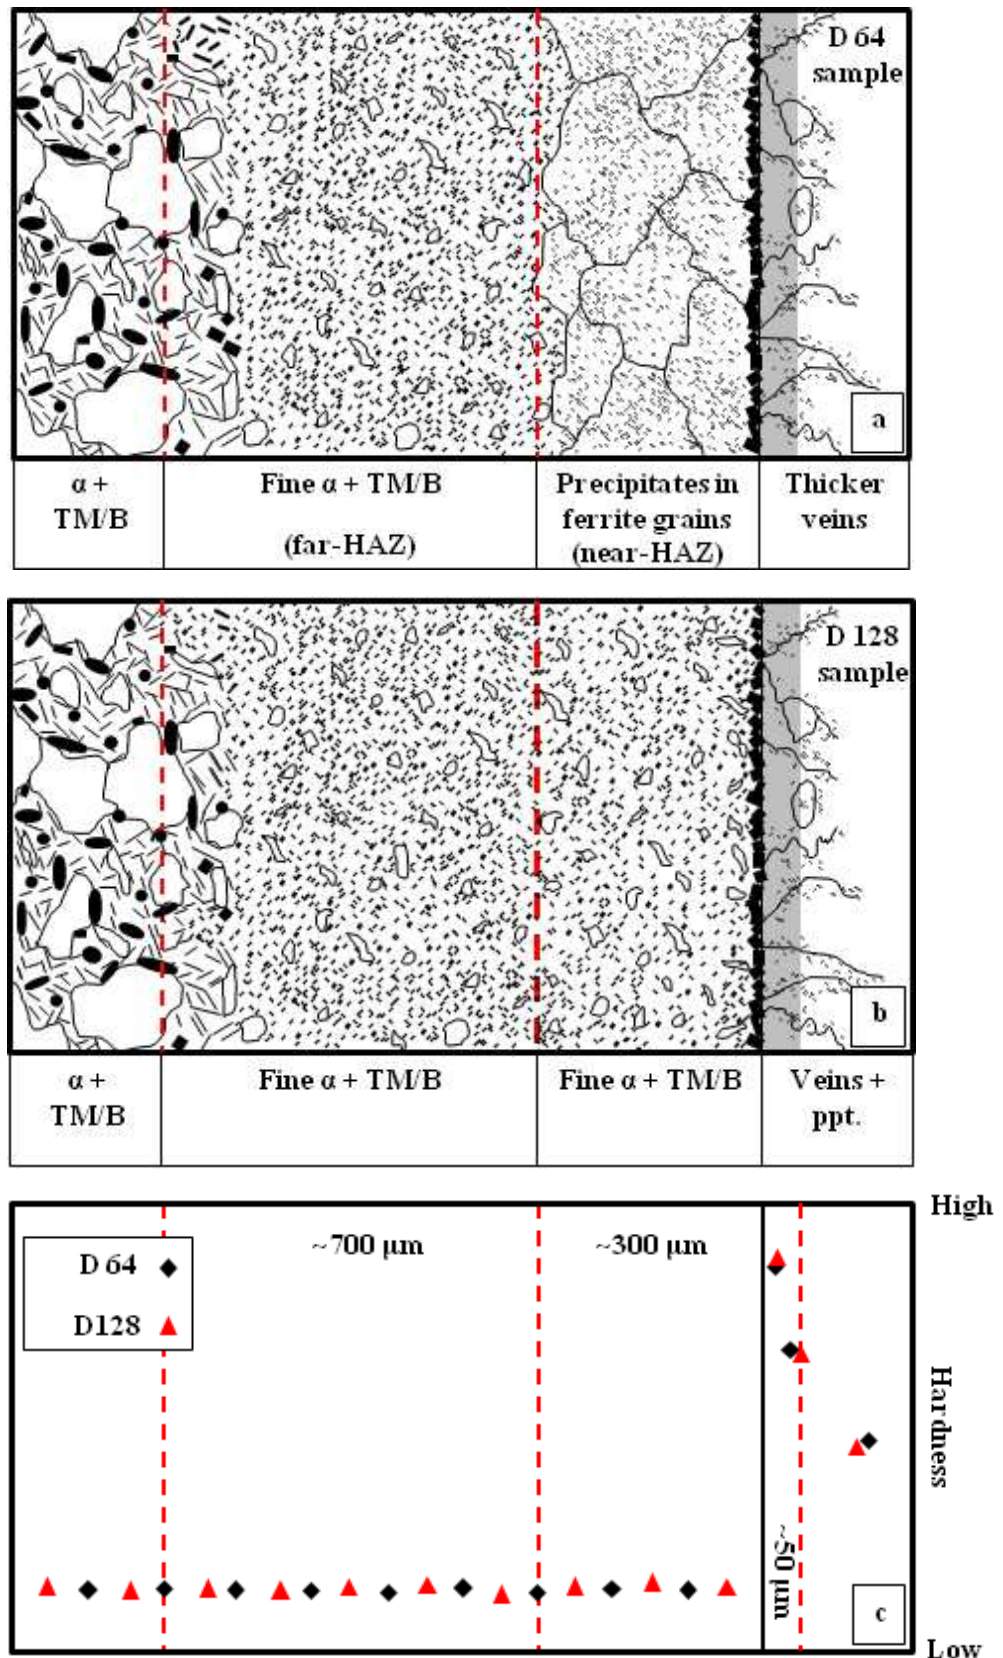 D 64
sample
a
α +
TM/B
Fine α + TM/B
(far-HAZ)
Precipitates in
ferrite grains
(near-HAZ)
Thicker
veins
D 128
sample
b
α +
TM/B
Fine α + TM/B
Fine α + TM/B
Veins +
ppt.
High
~700 μm
~300 μm
D 64
D128
Hardness
~50 μm
c
Low